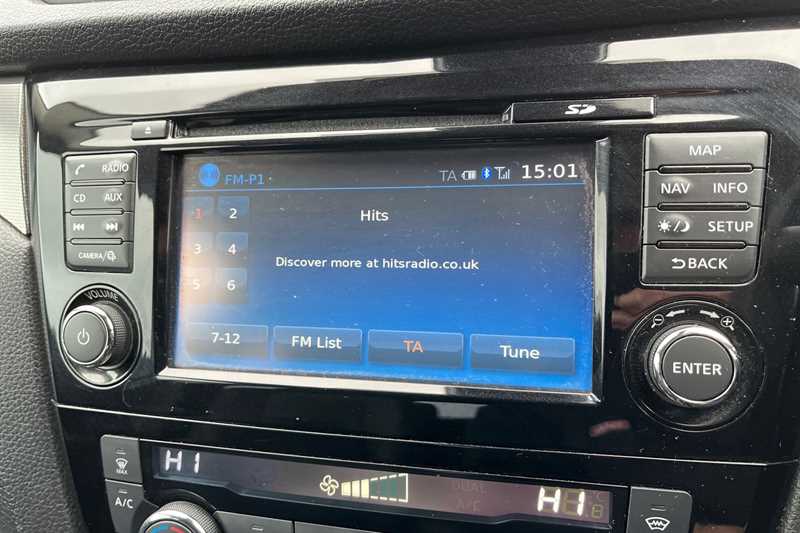 SD
RADIO
CD AUX
CAMERA/
VOLUME
FM-P1
TA
15:01
1 2
3 4
5 6
Hits
Discover more at hitsradio.co.uk
7-12
FM List
TA
Tune
MAP
NAV INFO
SETUP
BACK
ENTER
MAX
A/C
HI
DUAL
A/C
HI